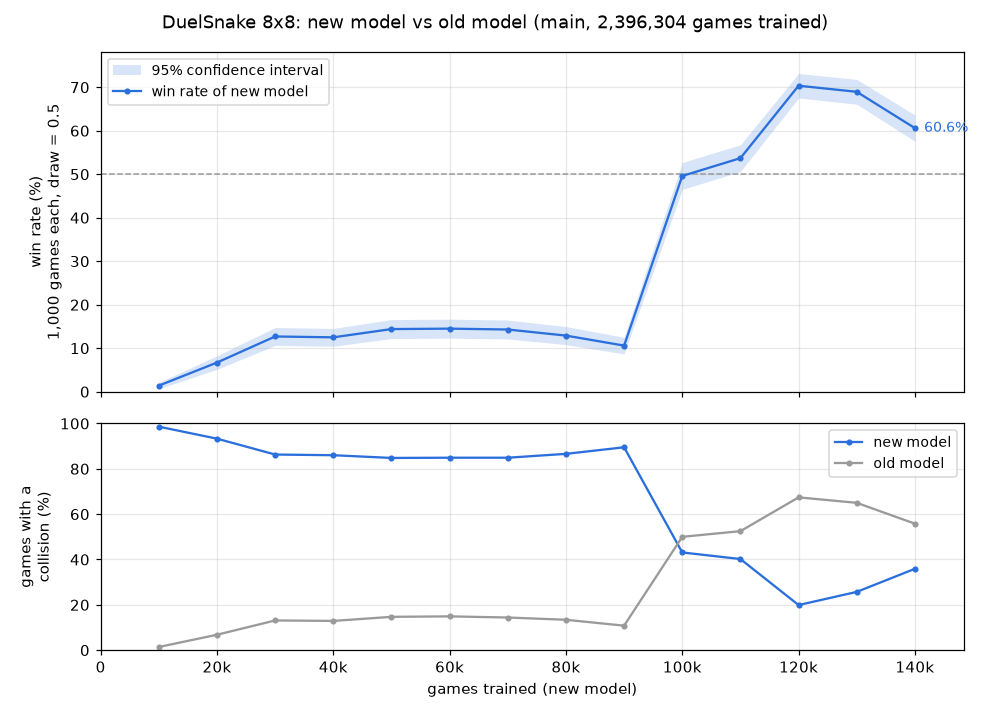 DuelSnake 8x8: new model vs old model (main, 2,396,304 games trained)
95% confidence interval
win rate of new model
win rate (%)
1,000 games each, draw = 0.5
70
60
50
40
30
20
10
0
60.6%
new model
old model
games with a
collision (%)
100
80
60
40
20
0
0 20k 40k 60k 80k 100k 120k 140k
games trained (new model)